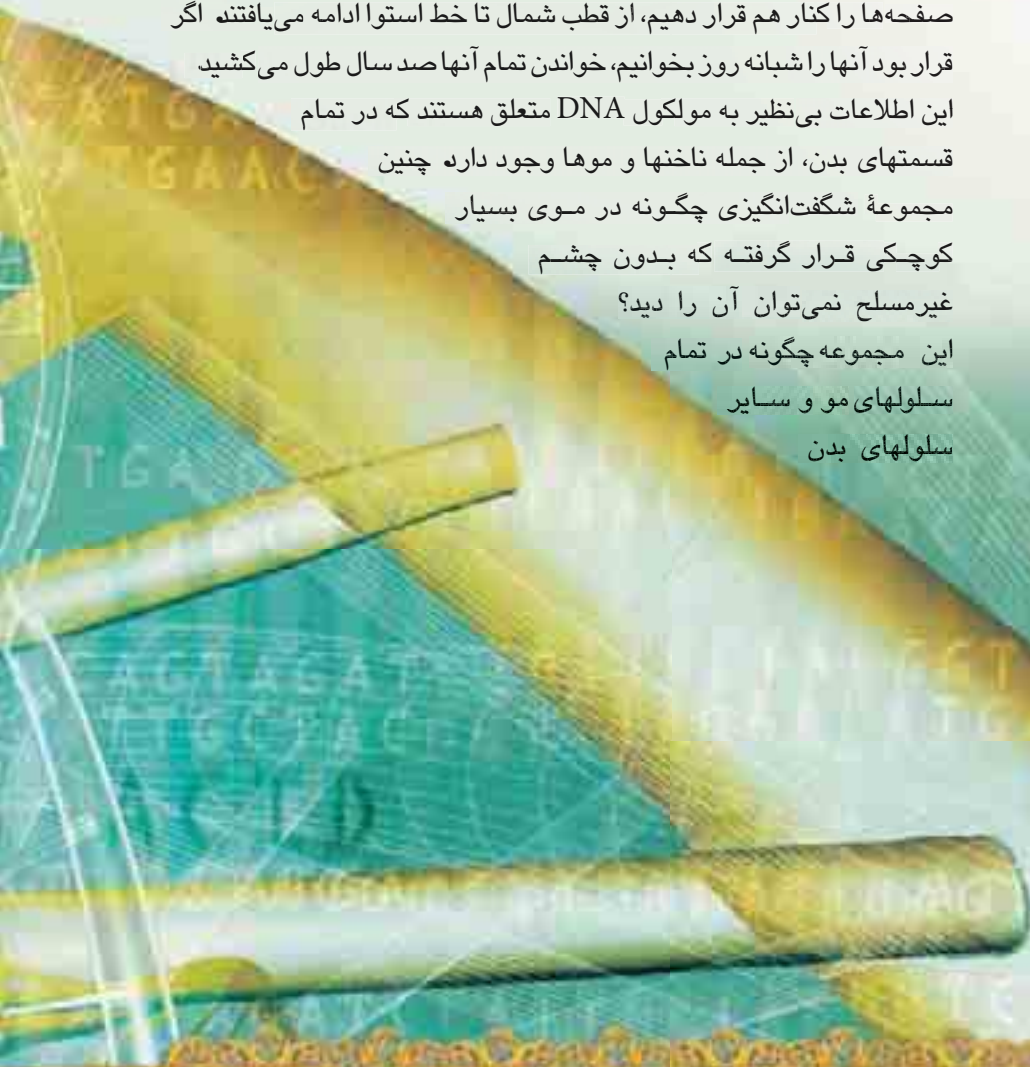 صفحه‌ها را کنار هم قرار دهیم، از قطب شمال تا خط استوا ادامه می‌یافتند. اگر
قرار بود آنها را شبانه روز بخوانیم، خواندن تمام آنها صد سال طول می‌کشید.
این اطلاعات بی‌نظیر به مولکول DNA متعلق هستند که در تمام
قسمتهای بدن، از جمله ناخنها و موها وجود دارد. چنین
مجموعۀ شگفت‌انگیزی چگونه در موی بسیار
کوچکی قرار گرفته که بدون چشم
غیرمسلح نمی‌توان آن را دید؟
این مجموعه چگونه در تمام
سلولهای مو و سایر
سلولهای بدن